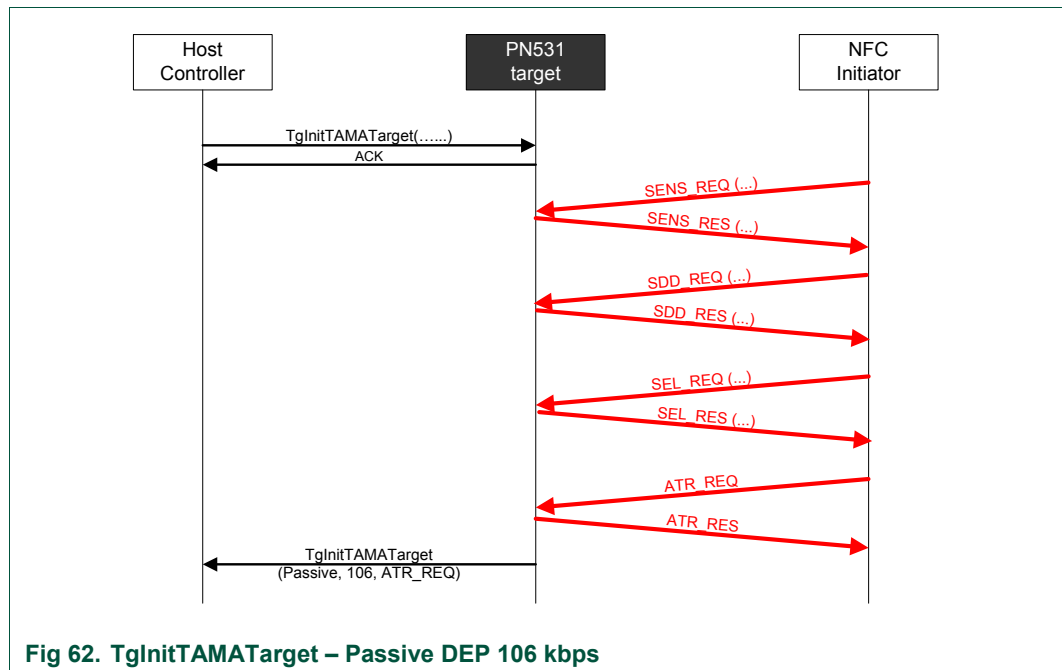 Host
Controller
PN531
target
NFC
Initiator
TgInitTAMATarget(…...)
ACK
SENS_REQ (...)
SENS_RES (...)
SDD_REQ (...)
SDD_RES (...)
SEL_REQ (...)
SEL_RES (...)
ATR_REQ
ATR_RES
TgInitTAMATarget
(Passive, 106, ATR_REQ)
Fig 62. TgInitTAMATarget – Passive DEP 106 kbps